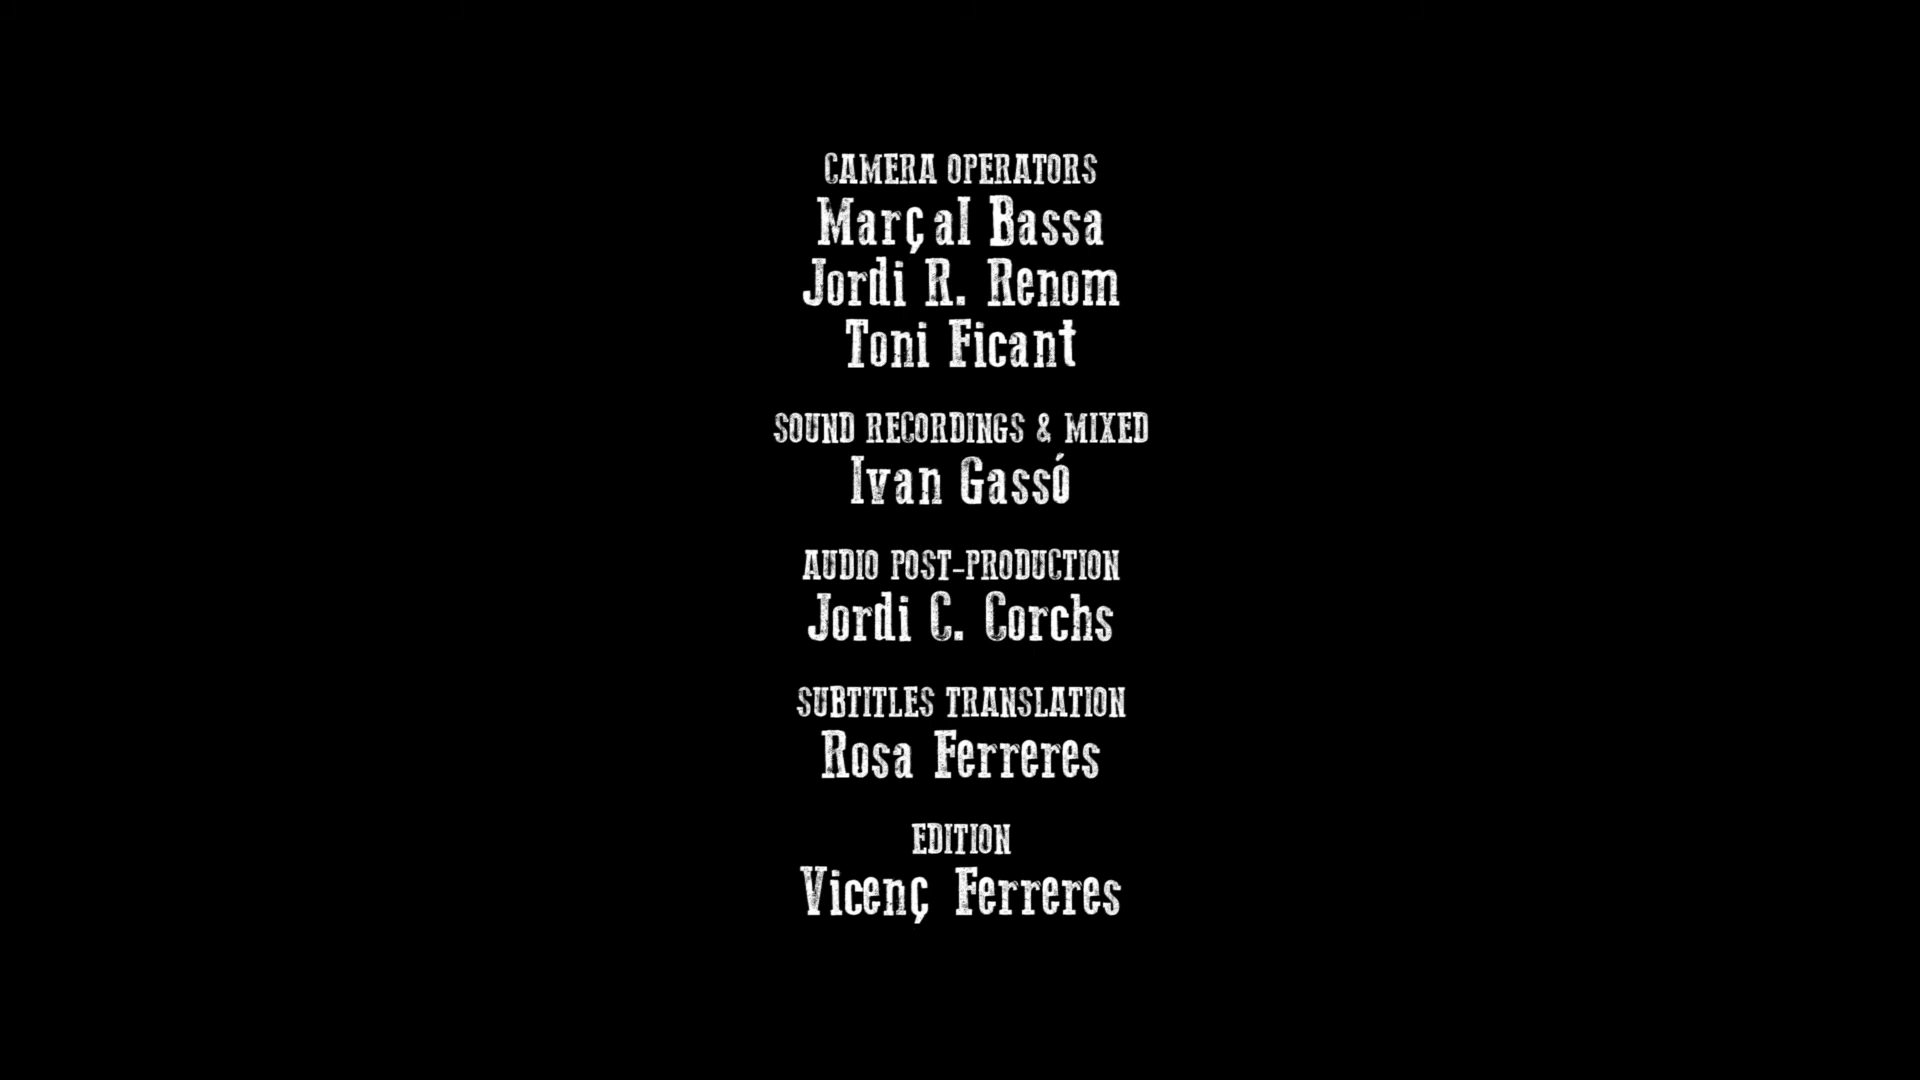 CAMERA OPERATORS
Marçal Bassa
Jordi R. Renom
Toni Ficant
SOUND RECORDINGS & MIXED
Ivan Gassó
AUDIO POST-PRODUCTION
Jordi C. Corchs
SUBTITLES TRANSLATION
Rosa Ferreres
EDITION
Vicenç Ferreres